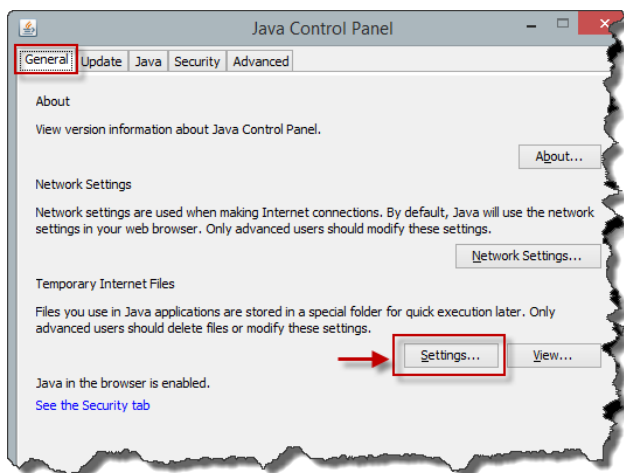 Java Control Panel
General Update Java Security Advanced
About
View version information about Java Control Panel.
About...
Network Settings
Network settings are used when making Internet connections. By default, Java will use the network
settings in your web browser. Only advanced users should modify these settings.
Network Settings...
Temporary Internet Files
Files you use in Java applications are stored in a special folder for quick execution later. Only
advanced users should delete files or modify these settings.
Settings... View...
Java in the browser is enabled.
See the Security tab